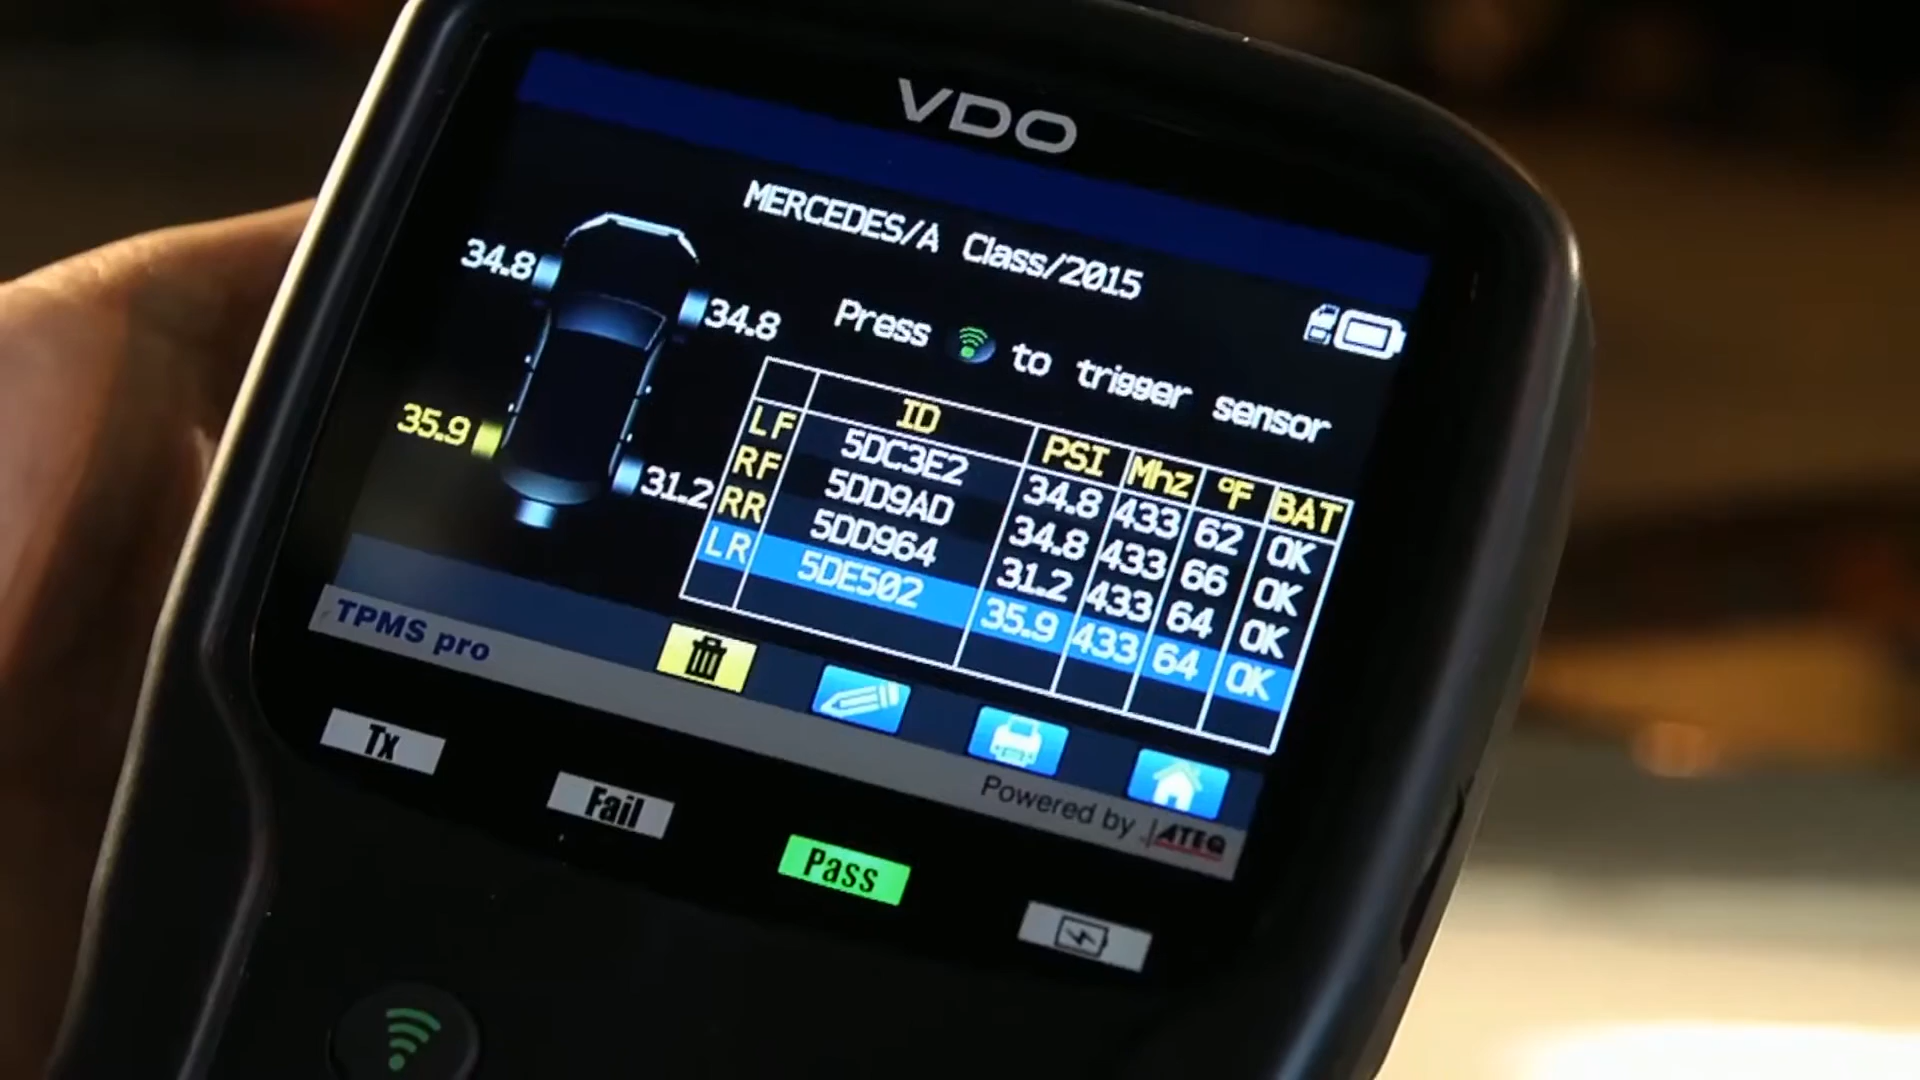 VDO
MERCEDES/A Class/2015
34.8
34.8
Press to trigger sensor
35.9
31.2
ID PSI Mhz °F BAT
LF 5DC3E2 34.8 433 62 OK
RF 5DD9AD 34.8 433 66 OK
RR 5DD964 31.2 433 64 OK
LR 5DE502 35.9 433 64 OK
TPMS pro
Powered by ATEQ
Tx
Fail
Pass